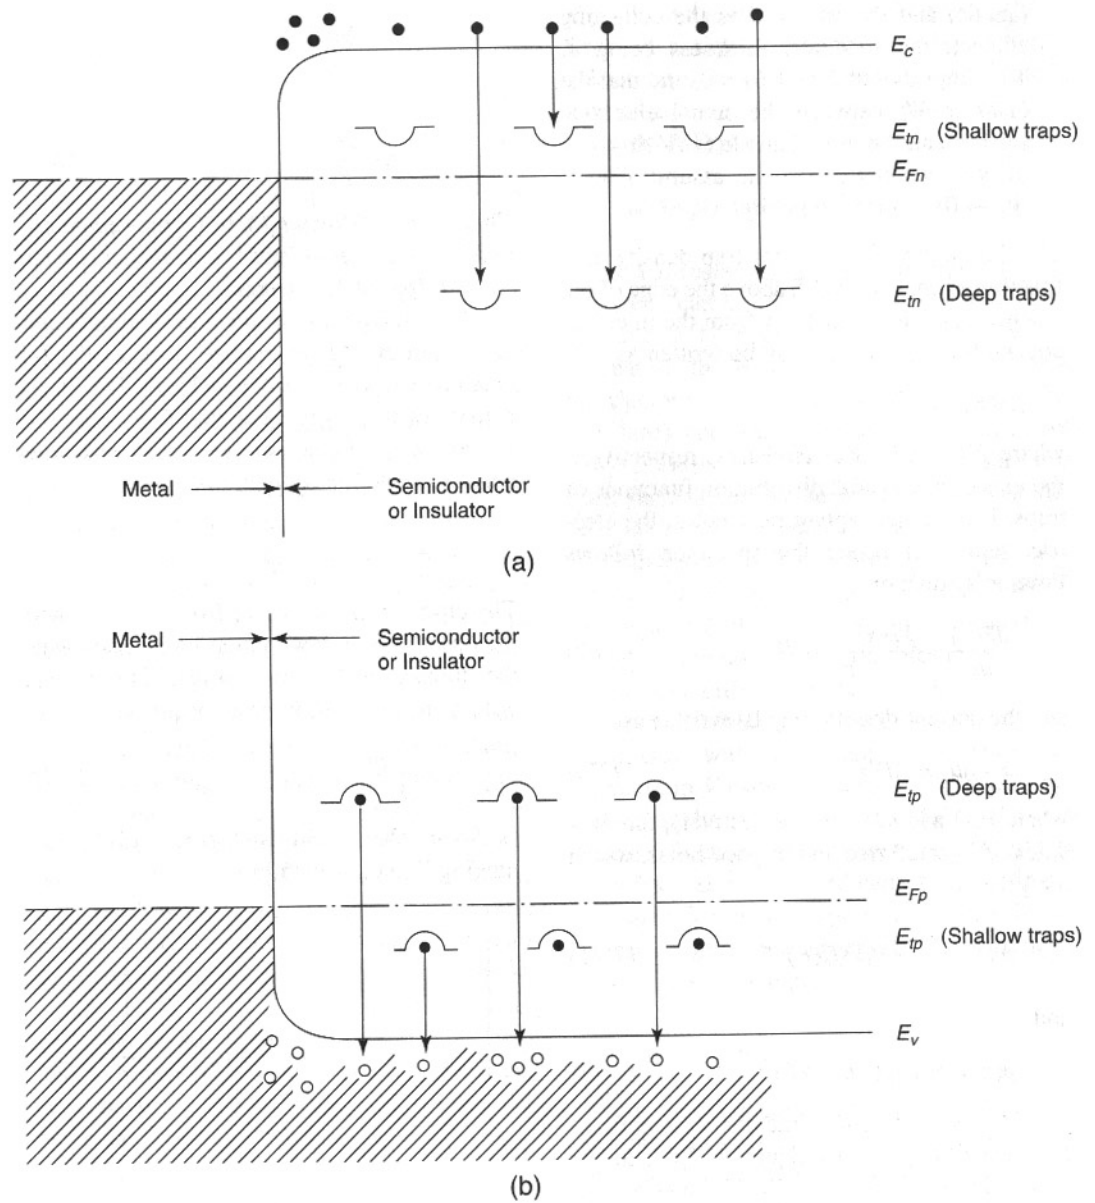 E_c
E_tn (Shallow traps)
E_Fn
E_tn (Deep traps)
Metal
Semiconductor
or Insulator
(a)
Metal
Semiconductor
or Insulator
E_tp (Deep traps)
E_Fp
E_tp (Shallow traps)
E_v
(b)